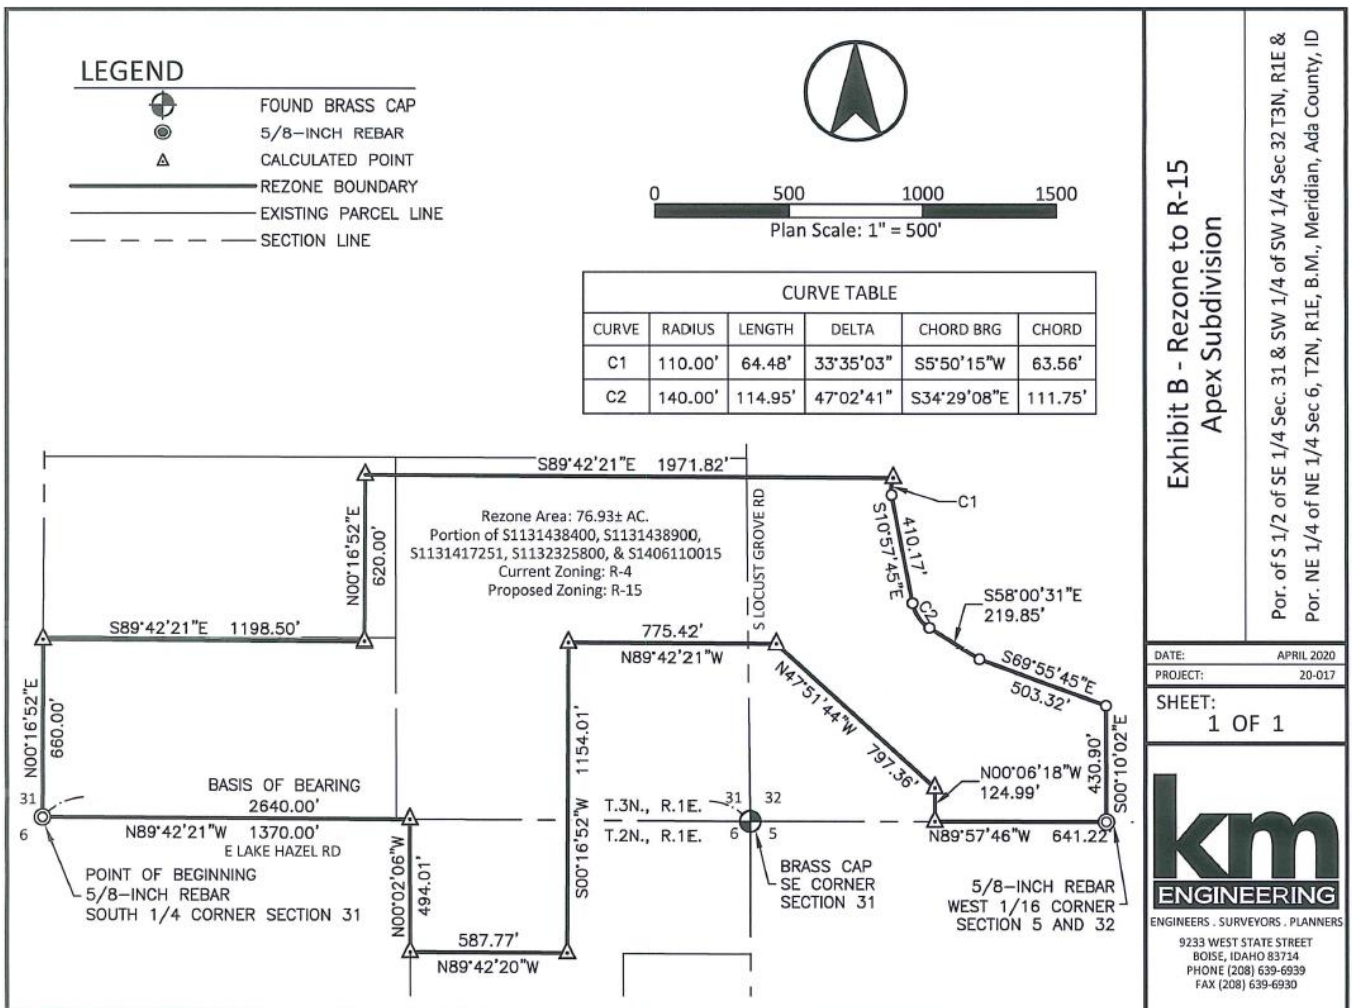 LEGEND
FOUND BRASS CAP
5/8-INCH REBAR
CALCULATED POINT
REZONE BOUNDARY
EXISTING PARCEL LINE
SECTION LINE
0 500 1000 1500
Plan Scale: 1" = 500'
CURVE TABLE
CURVE RADIUS LENGTH DELTA CHORD BRG CHORD
C1 110.00' 64.48' 33°35'03" S5°50'15"W 63.56'
C2 140.00' 114.95' 47°02'41" S34°29'08"E 111.75'
S89°42'21"E 1971.82'
C1
N00°16'52"E
620.00'
Rezone Area: 76.93± AC.
Portion of S1131438400, S1131438900,
S1131417251, S1132325800, & S1406110015
Current Zoning: R-4
Proposed Zoning: R-15
S LOCUST GROVE RD
S10°57'45"E
410.17'
C2
S58°00'31"E
219.85'
S89°42'21"E 1198.50'
775.42'
N89°42'21"W
S69°55'45"E
503.32'
N00°16'52"E
660.00'
N47°51'44"W
797.36'
S00°16'52"W 1154.01'
430.90'
S00°10'02"E
N00°06'18"W
124.99'
BASIS OF BEARING
2640.00'
31
6
N89°42'21"W 1370.00'
E LAKE HAZEL RD
T.3N., R.1E.
T.2N., R.1E.
31 32
6 5
N89°57'46"W 641.22'
POINT OF BEGINNING
5/8-INCH REBAR
SOUTH 1/4 CORNER SECTION 31
N00°02'06"W
494.01'
587.77'
N89°42'20"W
BRASS CAP
SE CORNER
SECTION 31
5/8-INCH REBAR
WEST 1/16 CORNER
SECTION 5 AND 32
Exhibit B - Rezone to R-15
Apex Subdivision
Por. of S 1/2 of SE 1/4 Sec. 31 & SW 1/4 of SW 1/4 Sec 32 T3N, R1E &
Por. NE 1/4 of NE 1/4 Sec 6, T2N, R1E, B.M., Meridian, Ada County, ID
DATE: APRIL 2020
PROJECT: 20-017
SHEET:
1 OF 1
km
ENGINEERING
ENGINEERS . SURVEYORS . PLANNERS
9233 WEST STATE STREET
BOISE, IDAHO 83714
PHONE (208) 639-6939
FAX (208) 639-6930